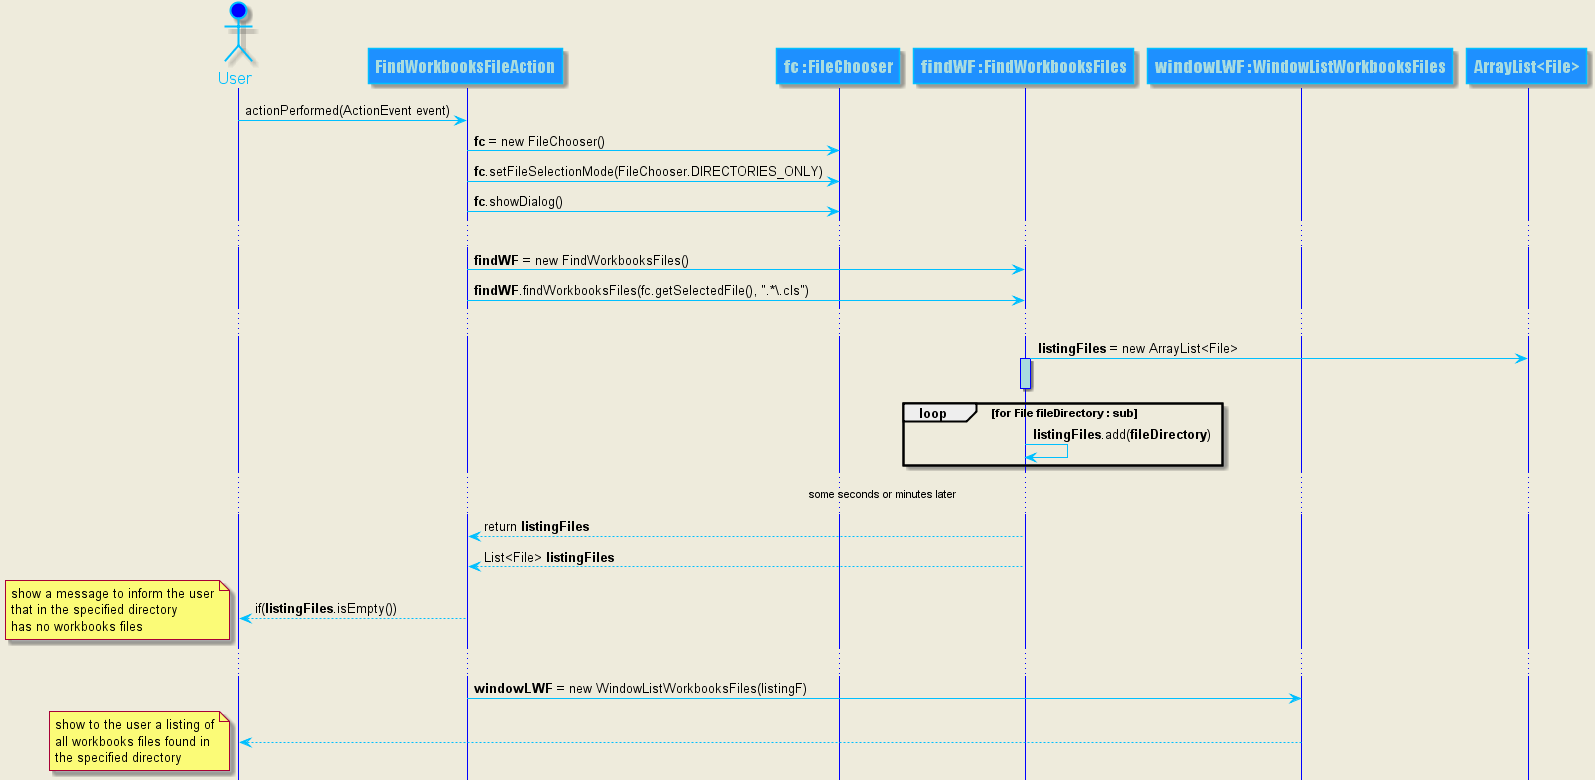 User
FindWorkbooksFileAction
fc :FileChooser
findWF :FindWorkbooksFiles
windowLWF :WindowListWorkbooksFiles
ArrayList<File>
actionPerformed(ActionEvent event)
fc = new FileChooser()
fc.setFileSelectionMode(FileChooser.DIRECTORIES_ONLY)
fc.showDialog()
findWF = new FindWorkbooksFiles()
findWF.findWorkbooksFiles(fc.getSelectedFile(), ".*\.cls")
listingFiles = new ArrayList<File>
loop
[for File fileDirectory : sub]
listingFiles.add(fileDirectory)
some seconds or minutes later
return listingFiles
List<File> listingFiles
show a message to inform the user
that in the specified directory
has no workbooks files
if(listingFiles.isEmpty())
windowLWF = new WindowListWorkbooksFiles(listingF)
show to the user a listing of
all workbooks files found in
the specified directory